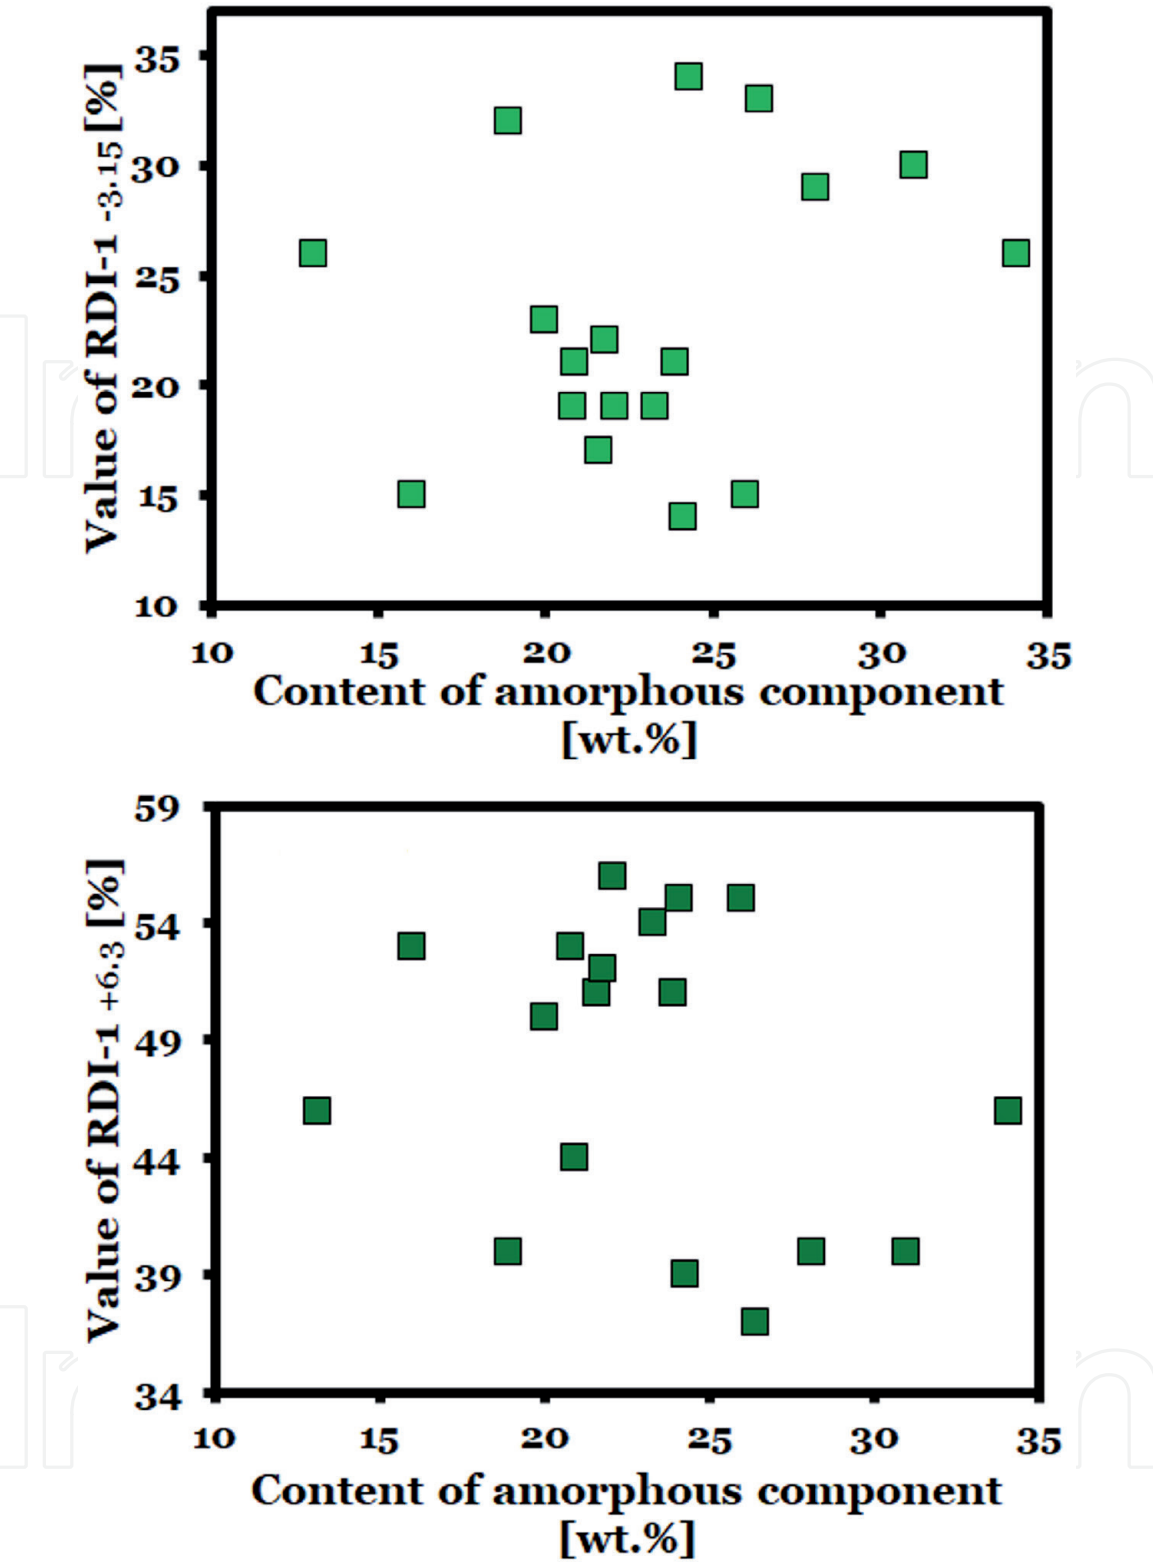 Value of RDI-1 -3.15 [%]
35
30
25
20
15
10
10 15 20 25 30 35
Content of amorphous component
[wt.%]
Value of RDI-1 +6.3 [%]
59
54
49
44
39
34
10 15 20 25 30 35
Content of amorphous component
[wt.%]